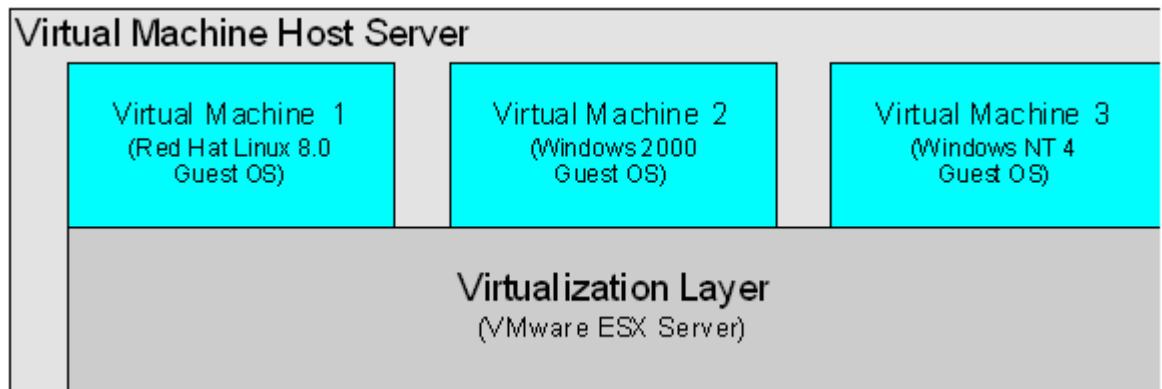 Virtual Machine Host Server
Virtual Machine 1
(Red Hat Linux 8.0
Guest OS)
Virtual Machine 2
(Windows 2000
Guest OS)
Virtual Machine 3
(Windows NT 4
Guest OS)
Virtualization Layer
(VMware ESX Server)